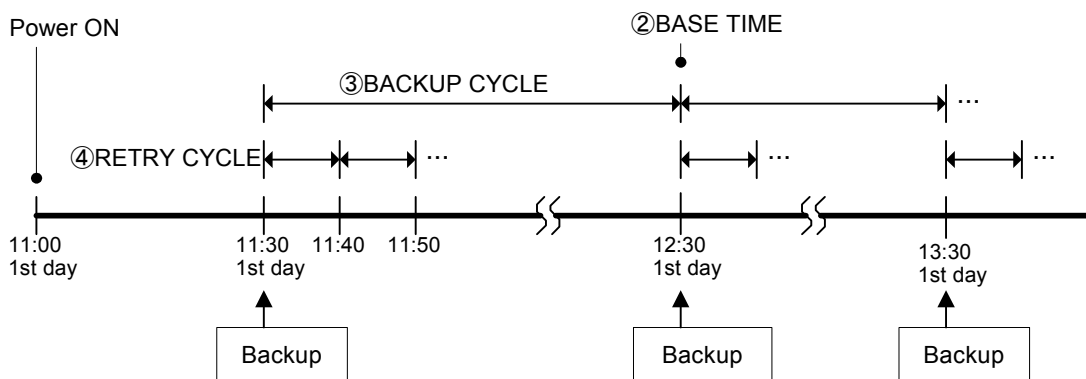 Power ON
②BASE TIME
③BACKUP CYCLE
...
④RETRY CYCLE
...
...
...
11:00
1st day
11:30
1st day
11:40
11:50
12:30
1st day
13:30
1st day
Backup
Backup
Backup